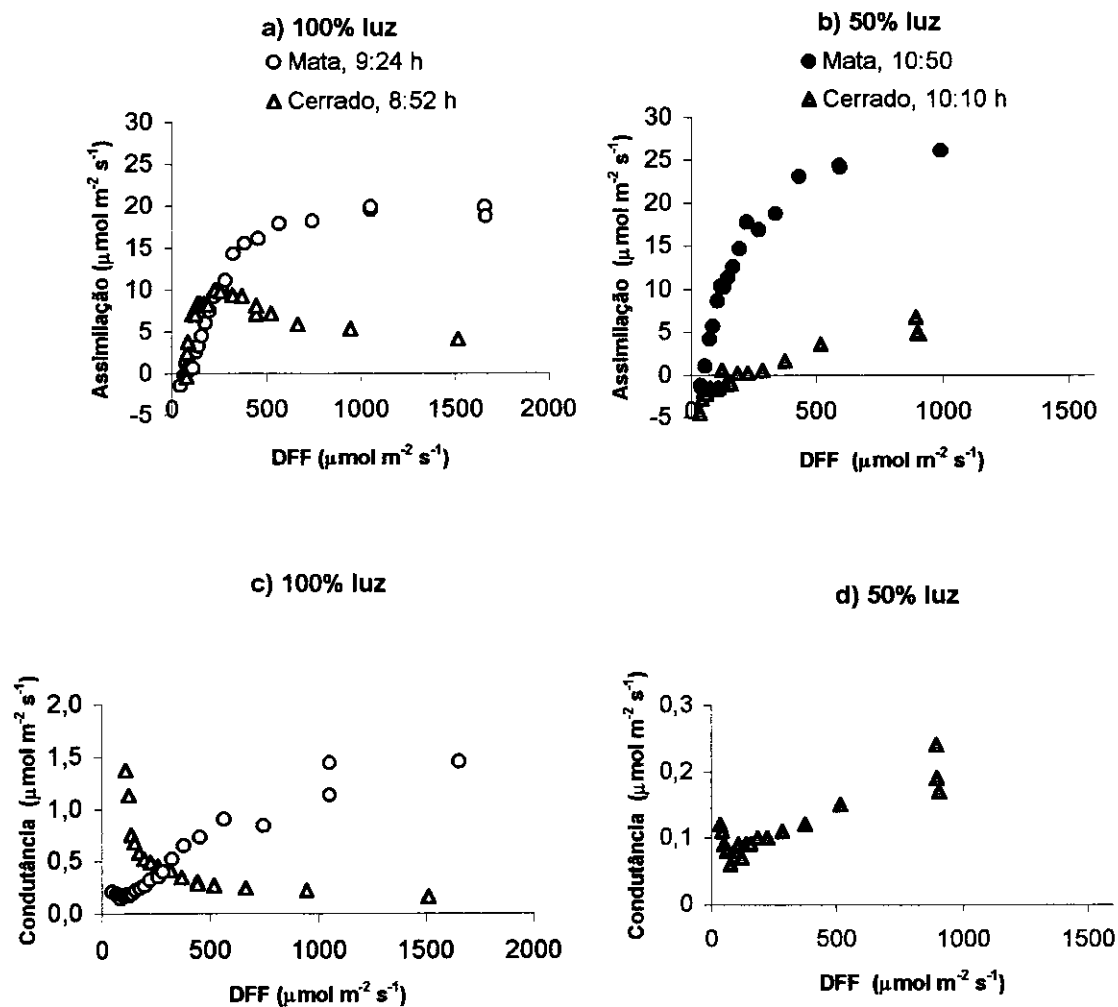 a) 100% luz
Mata, 9:24 h
Cerrado, 8:52 h
30
25
20
15
10
5
0
-5
0
500
1000
1500
2000
Assimilação (µmol m-2 s-1)
DFF (µmol m-2 s-1)
b) 50% luz
Mata, 10:50
Cerrado, 10:10 h
30
25
20
15
10
5
0
-5
0
500
1000
1500
Assimilação (µmol m-2 s-1)
DFF (µmol m-2 s-1)
c) 100% luz
2,0
1,5
1,0
0,5
0,0
0
500
1000
1500
2000
Condutância (µmol m-2 s-1)
DFF (µmol m-2 s-1)
d) 50% luz
0,3
0,2
0,1
0
0
500
1000
1500
Condutância (µmol m-2 s-1)
DFF (µmol m-2 s-1)